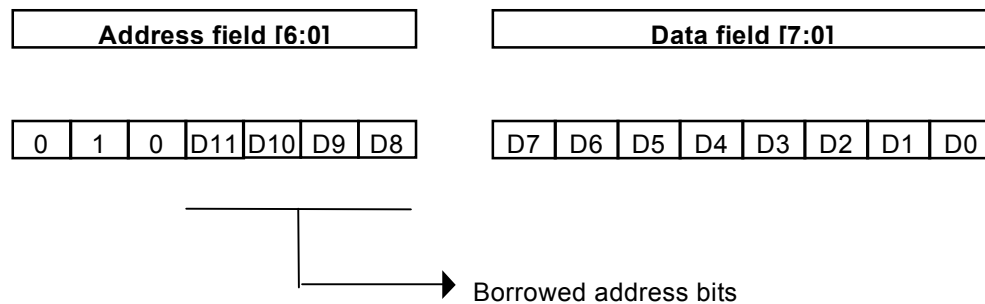 Address field [6:0] Data field [7:0]
0 1 0 D11 D10 D9 D8 D7 D6 D5 D4 D3 D2 D1 D0
Borrowed address bits